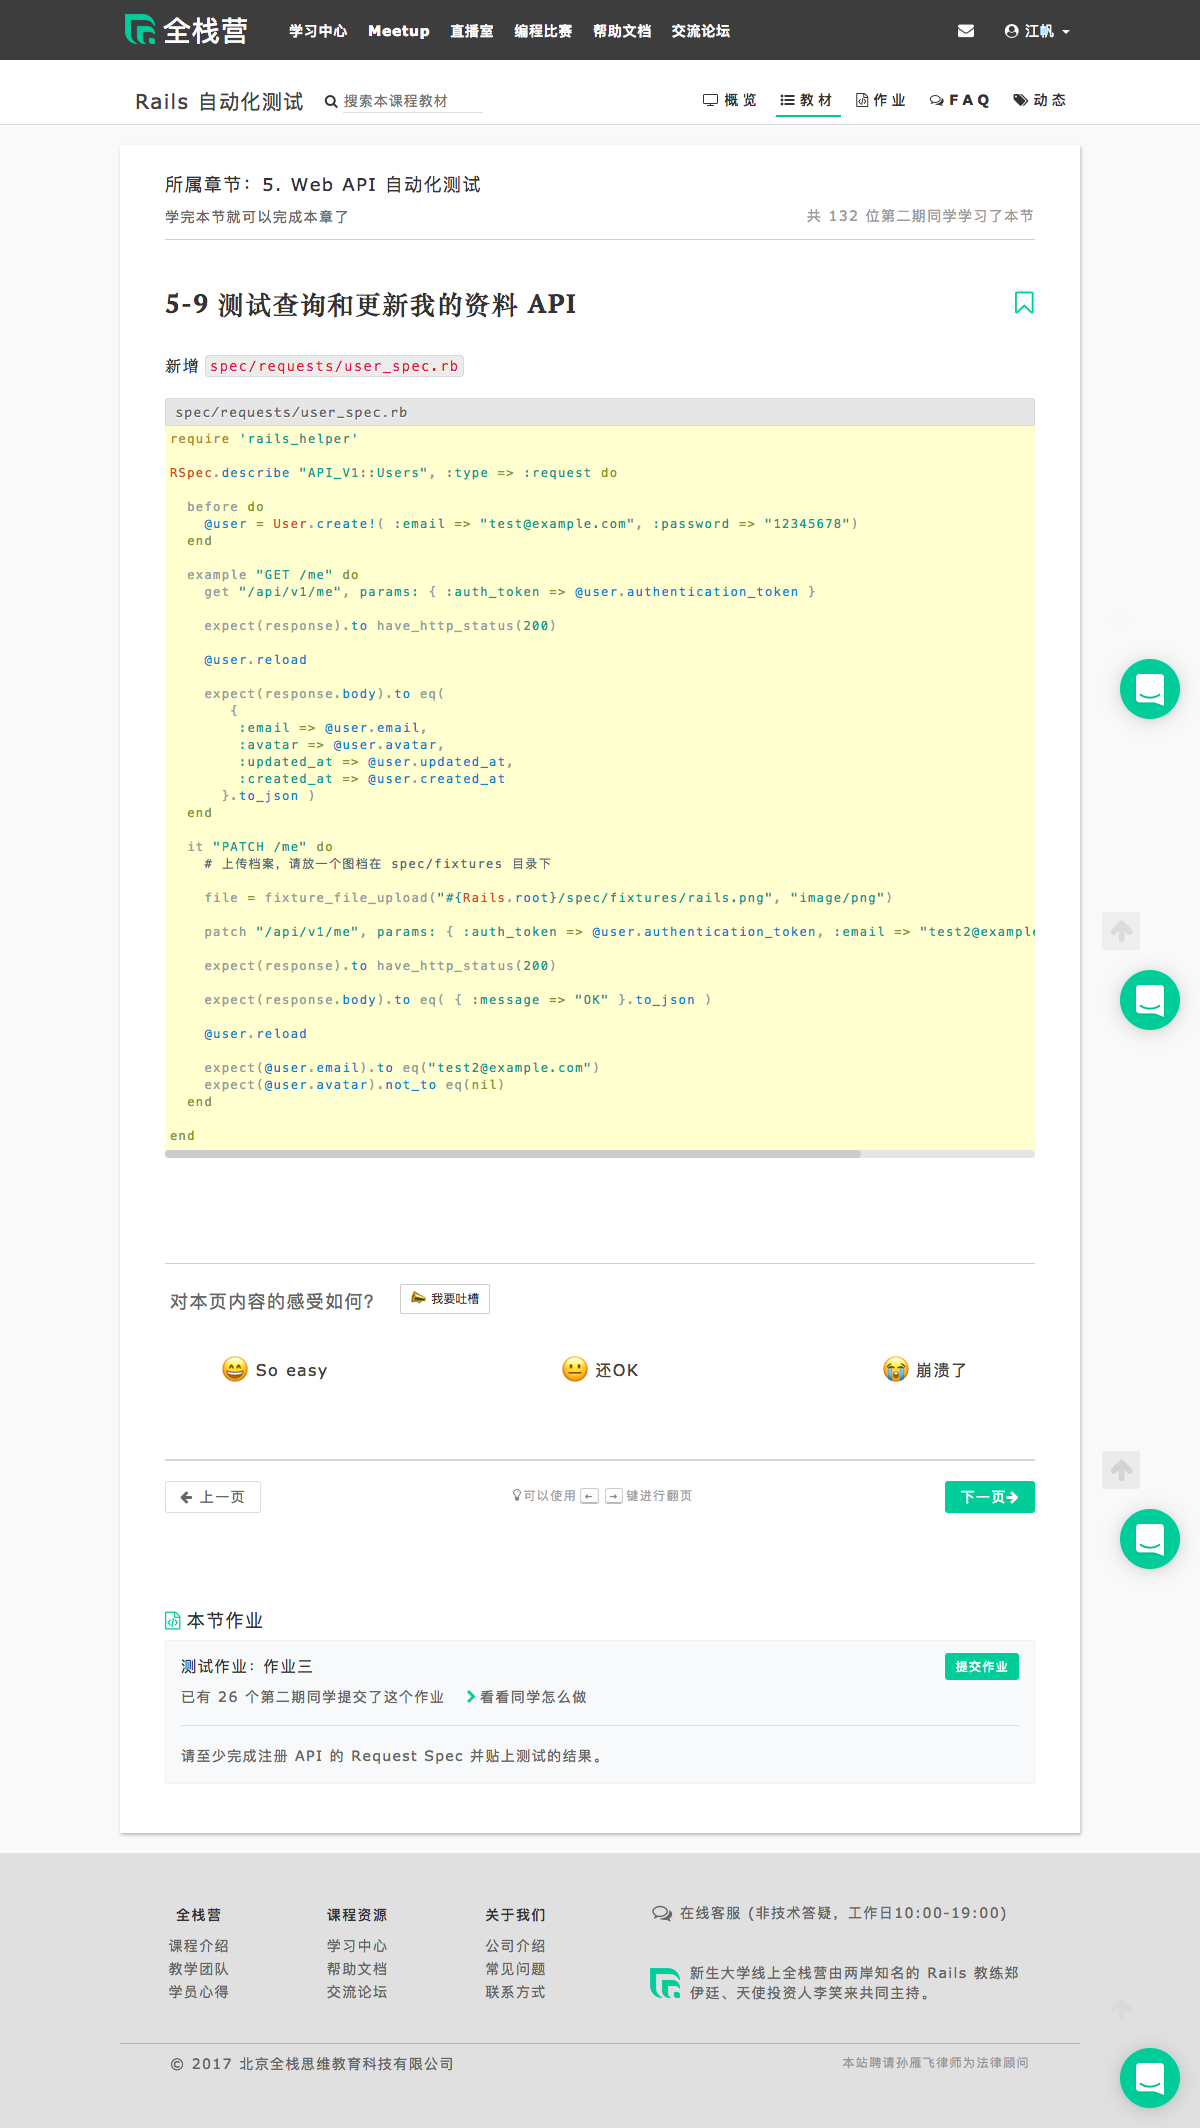 全栈营 学习中心 Meetup 直播室 编程比赛 帮助文档 交流论坛 江帆
Rails 自动化测试 搜索本课程教材 概览 教材 作业 FAQ 动态
所属章节：5. Web API 自动化测试
学完本节就可以完成本章了 共 132 位第二期同学学习了本节
5-9 测试查询和更新我的资料 API
新增 spec/requests/user_spec.rb
spec/requests/user_spec.rb
require 'rails_helper'
RSpec.describe "API_V1::Users", :type => :request do
  before do
    @user = User.create!( :email => "test@example.com", :password => "12345678")
  end
  example "GET /me" do
    get "/api/v1/me", params: { :auth_token => @user.authentication_token }
    expect(response).to have_http_status(200)
    @user.reload
    expect(response.body).to eq(
       {
        :email => @user.email,
        :avatar => @user.avatar,
        :updated_at => @user.updated_at,
        :created_at => @user.created_at
      }.to_json )
  end
  it "PATCH /me" do
    # 上传档案，请放一个图档在 spec/fixtures 目录下
    file = fixture_file_upload("#{Rails.root}/spec/fixtures/rails.png", "image/png")
    patch "/api/v1/me", params: { :auth_token => @user.authentication_token, :email => "test2@example
    expect(response).to have_http_status(200)
    expect(response.body).to eq( { :message => "OK" }.to_json )
    @user.reload
    expect(@user.email).to eq("test2@example.com")
    expect(@user.avatar).not_to eq(nil)
  end
end
对本页内容的感受如何？ 我要吐槽
So easy 还OK 崩溃了
上一页 可以使用 ← → 键进行翻页 下一页
本节作业
测试作业：作业三 提交作业
已有 26 个第二期同学提交了这个作业 看看同学怎么做
请至少完成注册 API 的 Request Spec 并贴上测试的结果。
全栈营 课程资源 关于我们 在线客服 (非技术答疑，工作日10:00-19:00)
课程介绍 学习中心 公司介绍
教学团队 帮助文档 常见问题 新生大学线上全栈营由两岸知名的 Rails 教练郑
学员心得 交流论坛 联系方式 伊廷、天使投资人李笑来共同主持。
© 2017 北京全栈思维教育科技有限公司 本站聘请孙雁飞律师为法律顾问